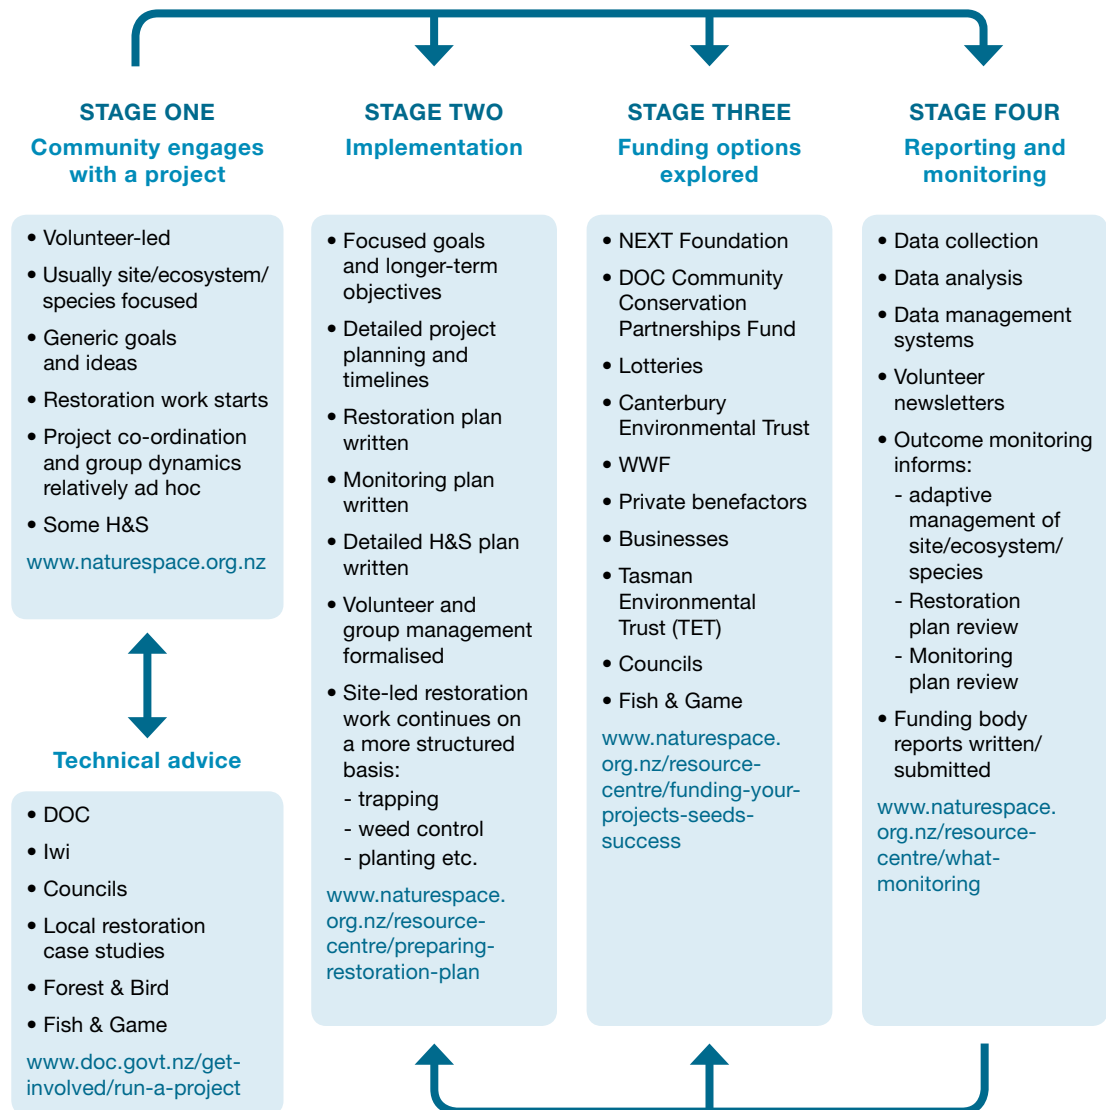 STAGE ONE
Community engages
with a project
• Volunteer-led
• Usually site/ecosystem/
species focused
• Generic goals
and ideas
• Restoration work starts
• Project co-ordination
and group dynamics
relatively ad hoc
• Some H&S
www.naturespace.org.nz
Technical advice
• DOC
• Iwi
• Councils
• Local restoration
case studies
• Forest & Bird
• Fish & Game
www.doc.govt.nz/get-
involved/run-a-project
STAGE TWO
Implementation
• Focused goals
and longer-term
objectives
• Detailed project
planning and
timelines
• Restoration plan
written
• Monitoring plan
written
• Detailed H&S plan
written
• Volunteer and
group management
formalised
• Site-led restoration
work continues on
a more structured
basis:
- trapping
- weed control
- planting etc.
www.naturespace.
org.nz/resource-
centre/preparing-
restoration-plan
STAGE THREE
Funding options
explored
• NEXT Foundation
• DOC Community
Conservation
Partnerships Fund
• Lotteries
• Canterbury
Environmental Trust
• WWF
• Private benefactors
• Businesses
• Tasman
Environmental
Trust (TET)
• Councils
• Fish & Game
www.naturespace.
org.nz/resource-
centre/funding-your-
projects-seeds-
success
STAGE FOUR
Reporting and
monitoring
• Data collection
• Data analysis
• Data management
systems
• Volunteer
newsletters
• Outcome monitoring
informs:
- adaptive
management of
site/ecosystem/
species
- Restoration
plan review
- Monitoring
plan review
• Funding body
reports written/
submitted
www.naturespace.
org.nz/resource-
centre/what-
monitoring